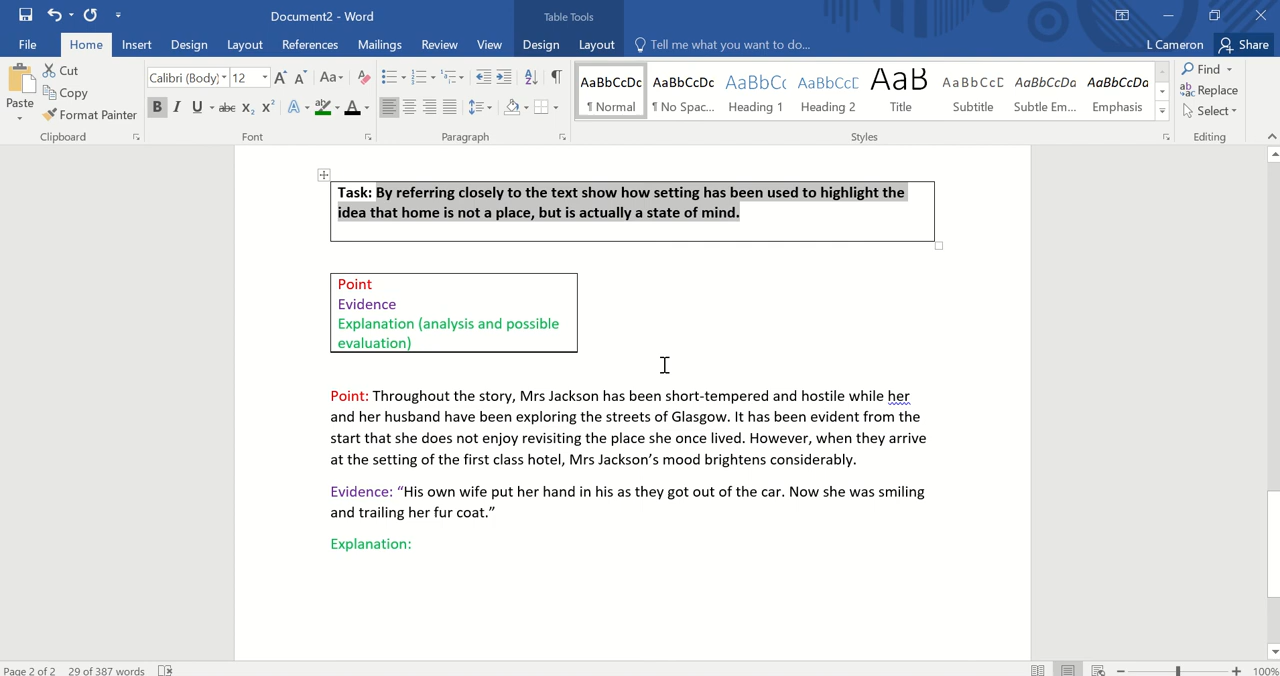 Document2 - Word
Table Tools
File Home Insert Design Layout References Mailings Review View Design Layout Tell me what you want to do... L Cameron Share
Cut
Copy
Format Painter
Paste
Calibri (Body) 12
AaBbCcDc AaBbCcDc AaBbCc AaBbCcD AaB AaBbCcD AaBbCcDa AaBbCcDa
¶ Normal ¶ No Spac... Heading 1 Heading 2 Title Subtitle Subtle Em... Emphasis
Find
Replace
Select
Clipboard Font Paragraph Styles Editing
Task: By referring closely to the text show how setting has been used to highlight the
idea that home is not a place, but is actually a state of mind.
Point
Evidence
Explanation (analysis and possible
evaluation)
Point: Throughout the story, Mrs Jackson has been short-tempered and hostile while her
and her husband have been exploring the streets of Glasgow. It has been evident from the
start that she does not enjoy revisiting the place she once lived. However, when they arrive
at the setting of the first class hotel, Mrs Jackson’s mood brightens considerably.
Evidence: “His own wife put her hand in his as they got out of the car. Now she was smiling
and trailing her fur coat.”
Explanation:
Page 2 of 2 29 of 387 words 100%